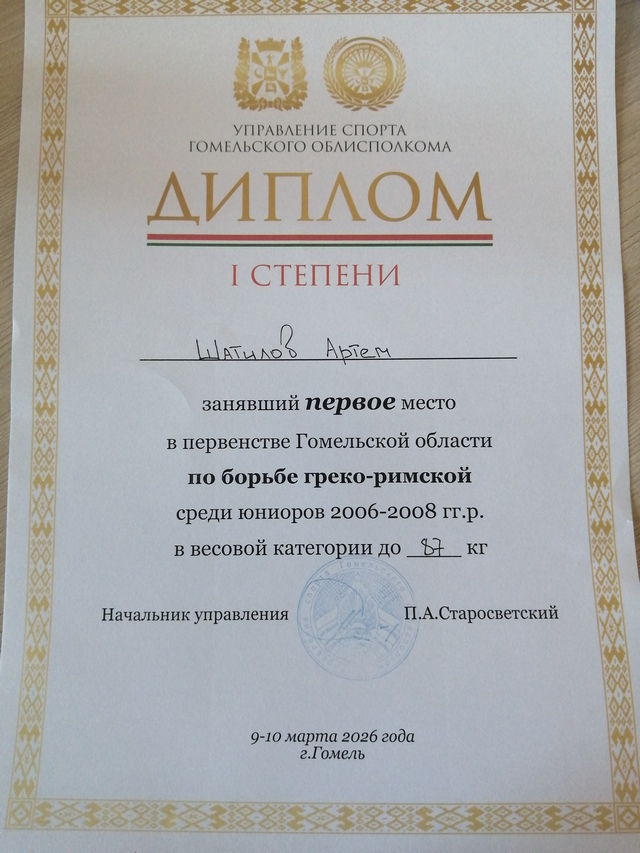 УПРАВЛЕНИЕ СПОРТА
ГОМЕЛЬСКОГО ОБЛИСПОЛКОМА
ДИПЛОМ
I СТЕПЕНИ
Шатилов Артем
занявший первое место
в первенстве Гомельской области
по борьбе греко-римской
среди юниоров 2006-2008 гг.р.
в весовой категории до 87 кг
Начальник управления П.А.Старосветский
9-10 марта 2026 года
г.Гомель